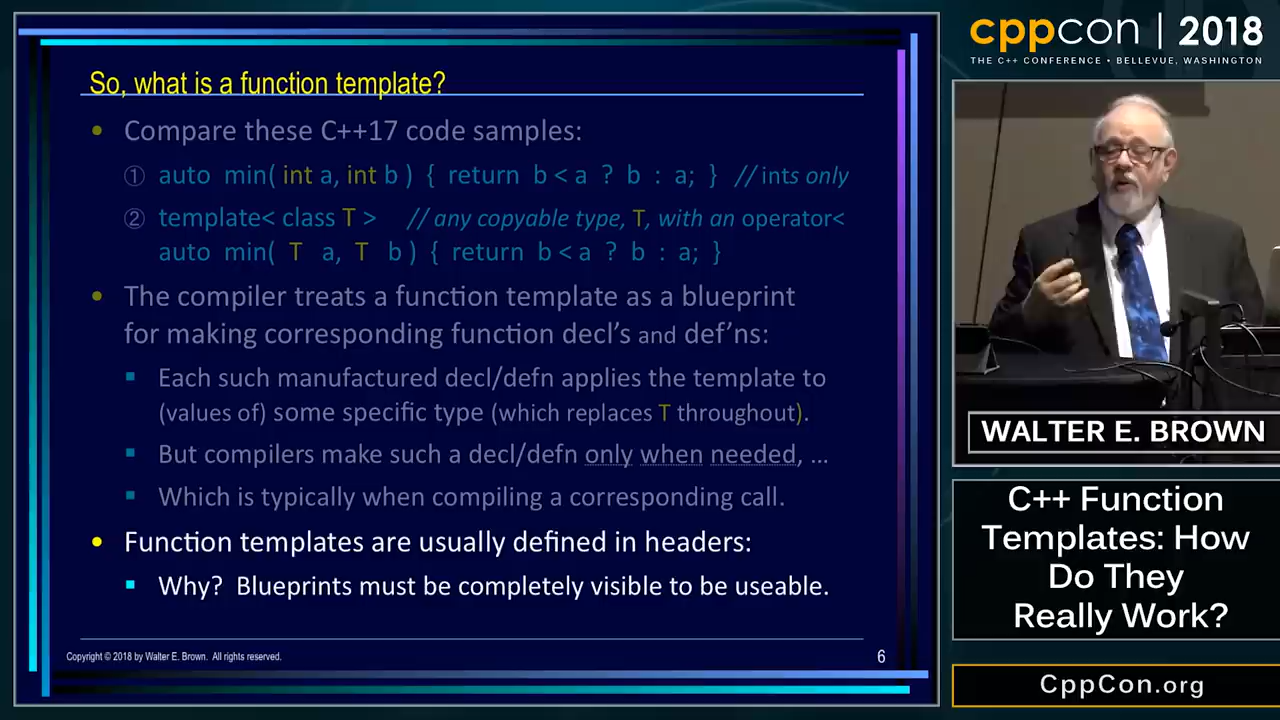 So, what is a function template?
• Compare these C++17 code samples:
① auto min( int a, int b ) { return b < a ? b : a; } // ints only
② template< class T > // any copyable type, T, with an operator<
auto min( T a, T b ) { return b < a ? b : a; }
• The compiler treats a function template as a blueprint
for making corresponding function decl's and def'ns:
▪ Each such manufactured decl/defn applies the template to
(values of) some specific type (which replaces T throughout).
▪ But compilers make such a decl/defn only when needed, …
▪ Which is typically when compiling a corresponding call.
• Function templates are usually defined in headers:
▪ Why? Blueprints must be completely visible to be useable.
Copyright © 2018 by Walter E. Brown. All rights reserved.
6
cppcon | 2018
THE C++ CONFERENCE • BELLEVUE, WASHINGTON
WALTER E. BROWN
C++ Function
Templates: How
Do They
Really Work?
CppCon.org